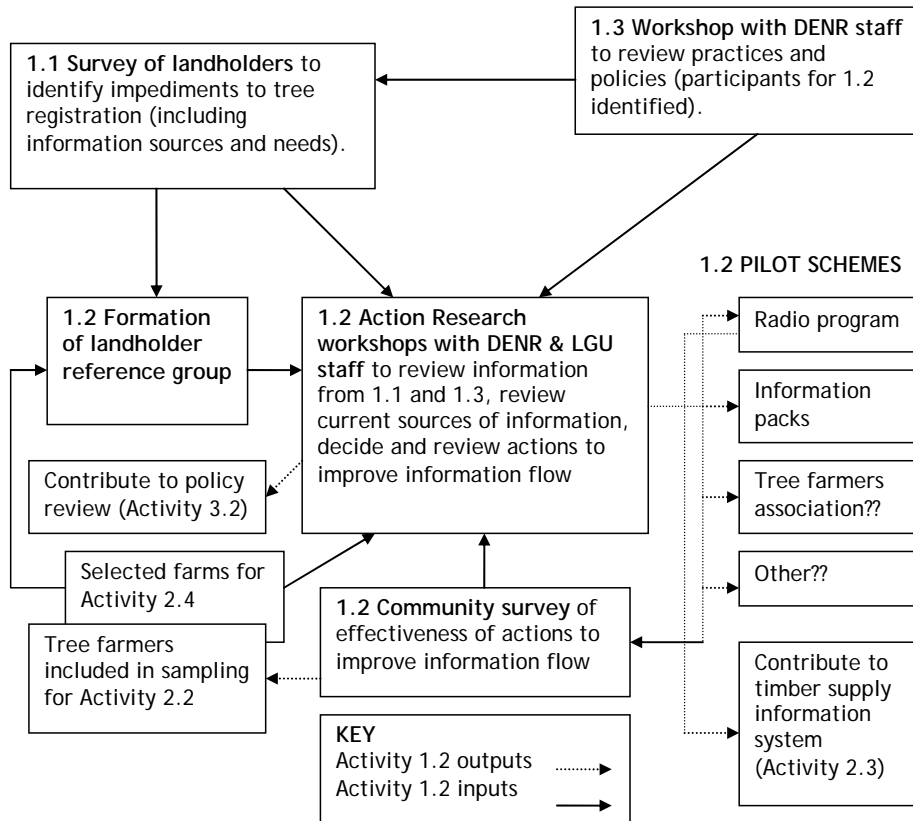 1.1 Survey of landholders to
identify impediments to tree
registration (including
information sources and needs).
1.3 Workshop with DENR staff
to review practices and
policies (participants for 1.2
identified).
1.2 Formation
of landholder
reference group
1.2 Action Research
workshops with DENR & LGU
staff to review information
from 1.1 and 1.3, review
current sources of information,
decide and review actions to
improve information flow
1.2 PILOT SCHEMES
Radio program
Information
packs
Tree farmers
association??
Other??
Contribute to
timber supply
information
system
(Activity 2.3)
Contribute to policy
review (Activity 3.2)
Selected farms for
Activity 2.4
Tree farmers
included in sampling
for Activity 2.2
1.2 Community survey of
effectiveness of actions to
improve information flow
KEY
Activity 1.2 outputs
Activity 1.2 inputs